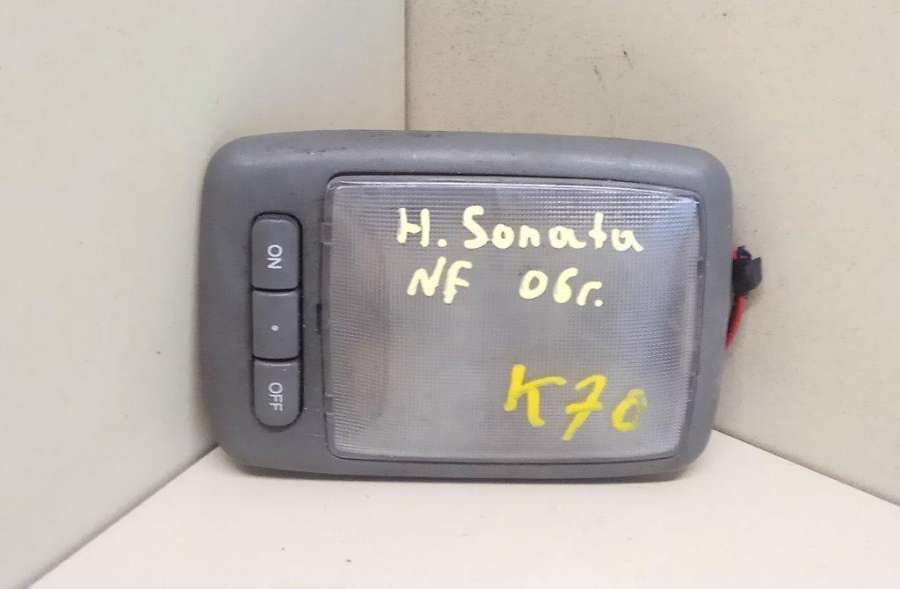 ON
OFF
H. Sonata
NF 06г.
K70